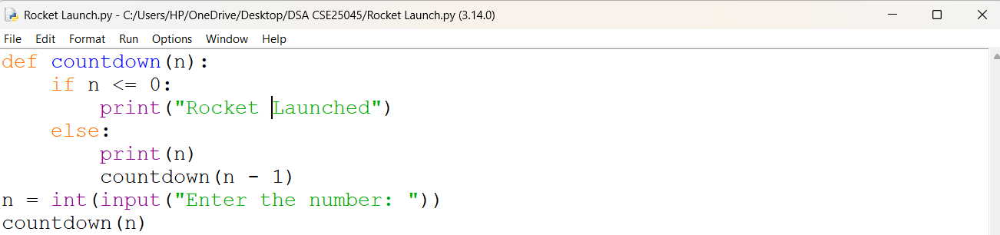 Rocket Launch.py - C:/Users/HP/OneDrive/Desktop/DSA CSE25045/Rocket Launch.py (3.14.0)
File Edit Format Run Options Window Help
def countdown(n):
    if n <= 0:
        print("Rocket Launched")
    else:
        print(n)
        countdown(n - 1)
n = int(input("Enter the number: "))
countdown(n)